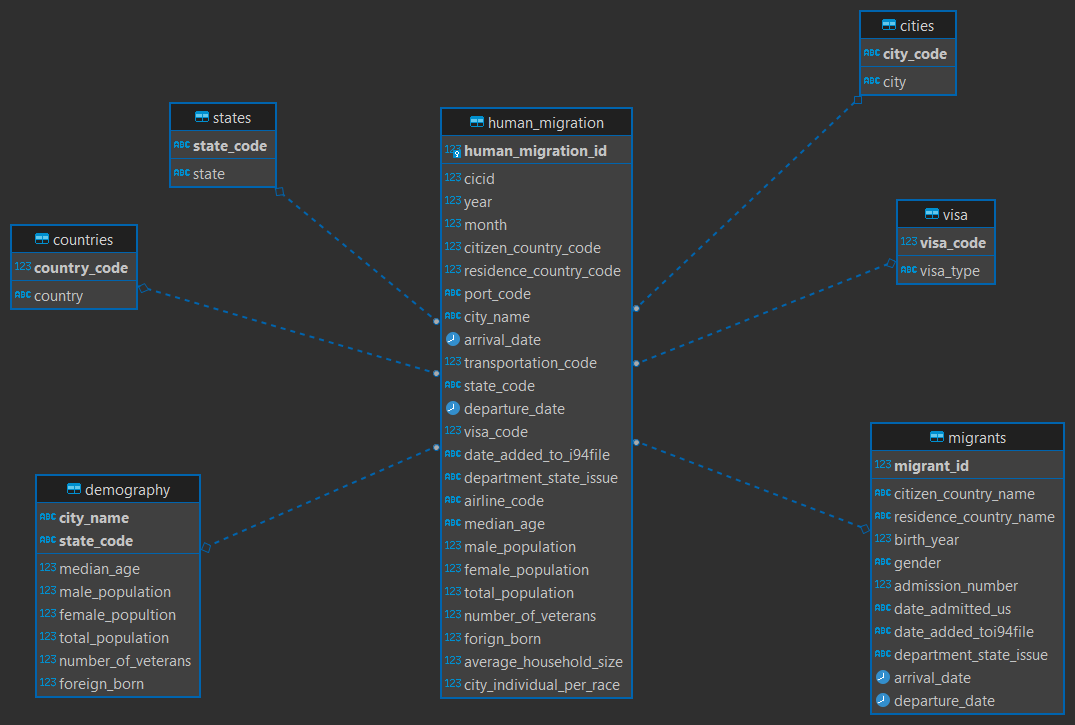 cities
ABC city_code
ABC city
states
ABC state_code
ABC state
countries
123 country_code
ABC country
human_migration
123 human_migration_id
123 cicid
123 year
123 month
123 citizen_country_code
123 residence_country_code
ABC port_code
ABC city_name
arrival_date
123 transportation_code
ABC state_code
departure_date
123 visa_code
ABC date_added_to_i94file
ABC department_state_issue
ABC airline_code
ABC median_age
123 male_population
123 female_population
123 total_population
123 number_of_veterans
123 forign_born
123 average_household_size
123 city_individual_per_race
visa
123 visa_code
ABC visa_type
demography
ABC city_name
ABC state_code
123 median_age
123 male_population
123 female_popultion
123 total_population
123 number_of_veterans
123 foreign_born
migrants
123 migrant_id
ABC citizen_country_name
ABC residence_country_name
123 birth_year
ABC gender
123 admission_number
ABC date_admitted_us
ABC date_added_toi94file
ABC department_state_issue
arrival_date
departure_date